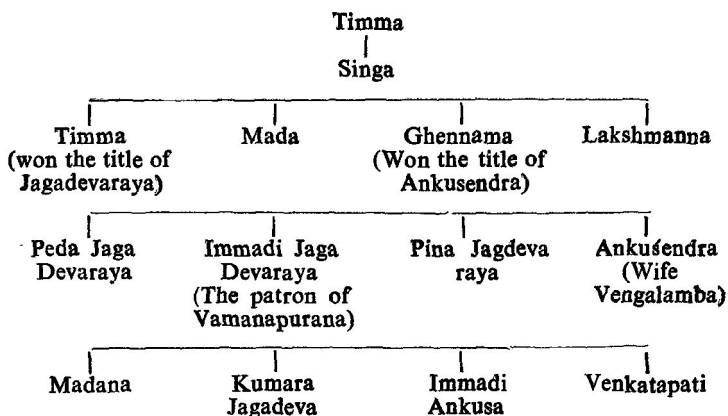 Timma
Singa
Timma Mada Ghennama Lakshmanna
(won the title of (Won the title of
Jagadevaraya) Ankusendra)
Peda Jaga Immadi Jaga Pina Jagdeva Ankuśendra
Devaraya Devaraya raya (Wife
(The patron of Vengalamba)
Vamanapurana)
Madana Kumara Immadi Venkatapati
Jagadeva Ankusa